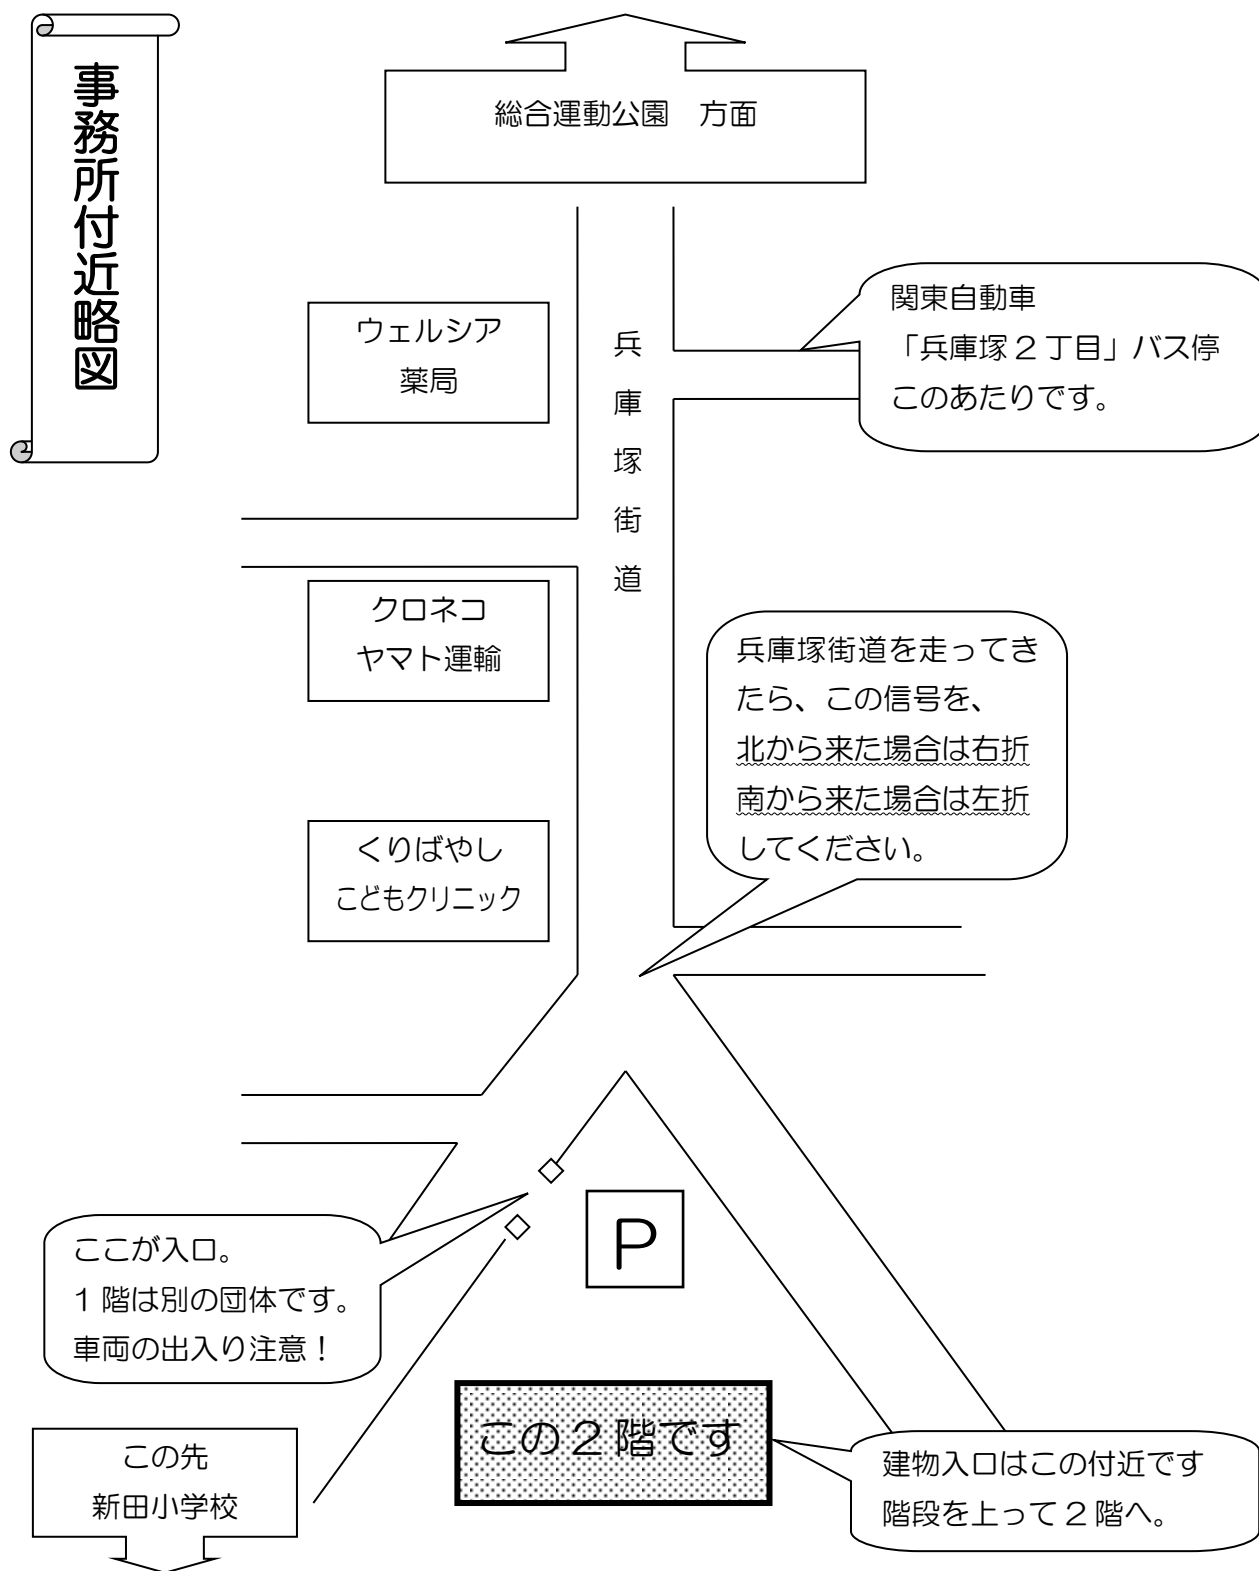 事務所付近略図
総合運動公園　方面
関東自動車
「兵庫塚２丁目」バス停
このあたりです。
ウェルシア
薬局
兵庫塚街道
クロネコ
ヤマト運輸
兵庫塚街道を走ってき
たら、この信号を、
北から来た場合は右折
南から来た場合は左折
してください。
くりばやし
こどもクリニック
P
ここが入口。
１階は別の団体です。
車両の出入り注意！
この２階です
この先
新田小学校
建物入口はこの付近です
階段を上って２階へ。